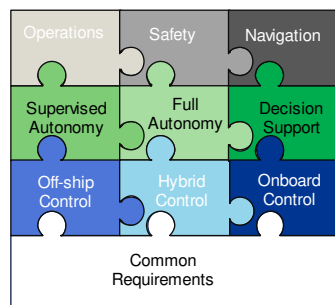 Operations
Safety
Navigation
Supervised
Autonomy
Full
Autonomy
Decision
Support
Off-ship
Control
Hybrid
Control
Onboard
Control
Common
Requirements